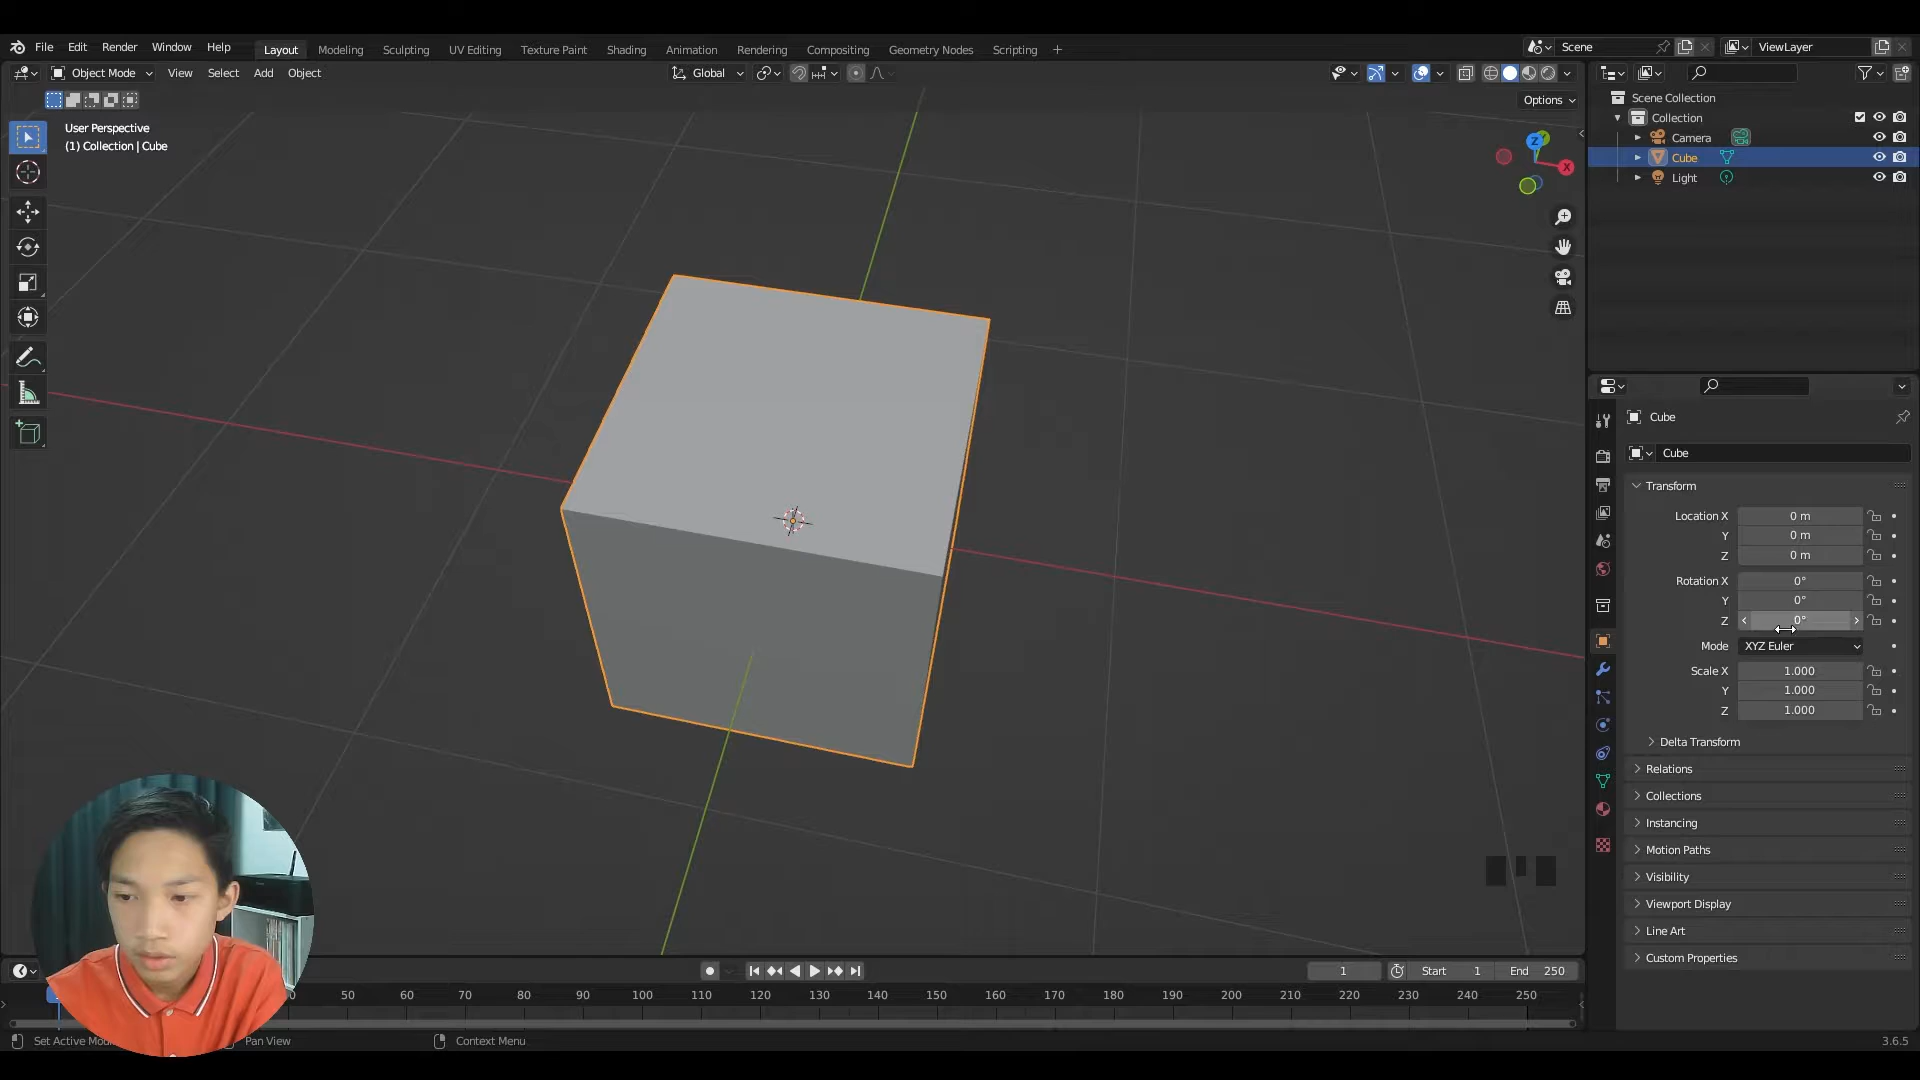 File Edit Render Window Help Layout Modeling Sculpting UV Editing Texture Paint Shading Animation Rendering Compositing Geometry Nodes Scripting + Scene ViewLayer
Object Mode View Select Add Object Global
Options
User Perspective
(1) Collection | Cube
Z
X
Scene Collection
Collection
Camera
Cube
Light
Cube
Cube
Transform
Location X 0 m
Y 0 m
Z 0 m
Rotation X 0°
Y 0°
Z 0°
Mode XYZ Euler
Scale X 1.000
Y 1.000
Z 1.000
Delta Transform
Relations
Collections
Instancing
Motion Paths
Visibility
Viewport Display
Line Art
Custom Properties
1 Start 1 End 250
50 60 70 80 90 100 110 120 130 140 150 160 170 180 190 200 210 220 230 240 250
Set Active Pan View Context Menu 3.6.5